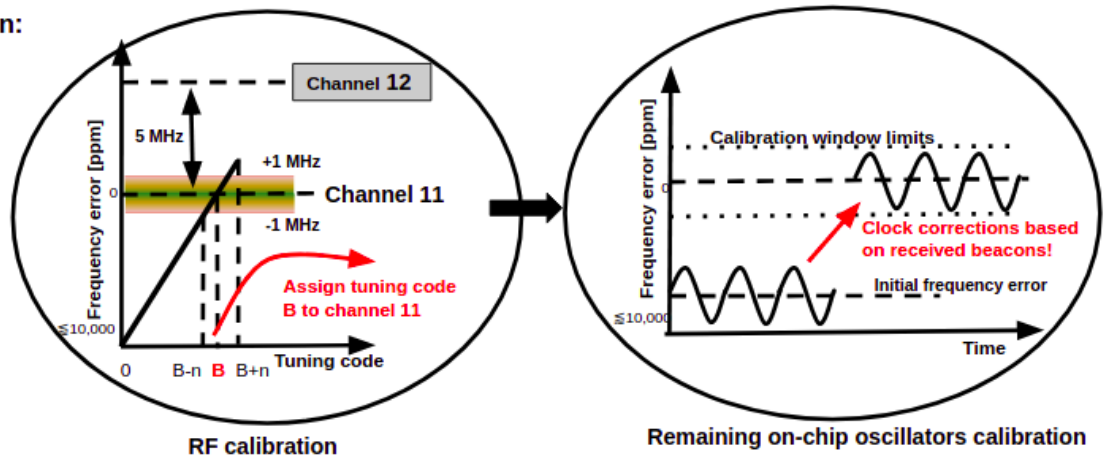 n:
Channel 12
5 MHz
Frequency error [ppm]
+1 MHz
0
Channel 11
-1 MHz
Assign tuning code
B to channel 11
≦10,000
Tuning code
0
B-n
B
B+n
RF calibration
Frequency error [ppm]
Calibration window limits
0
Clock corrections based
on received beacons!
Initial frequency error
≦10,000
Time
Remaining on-chip oscillators calibration